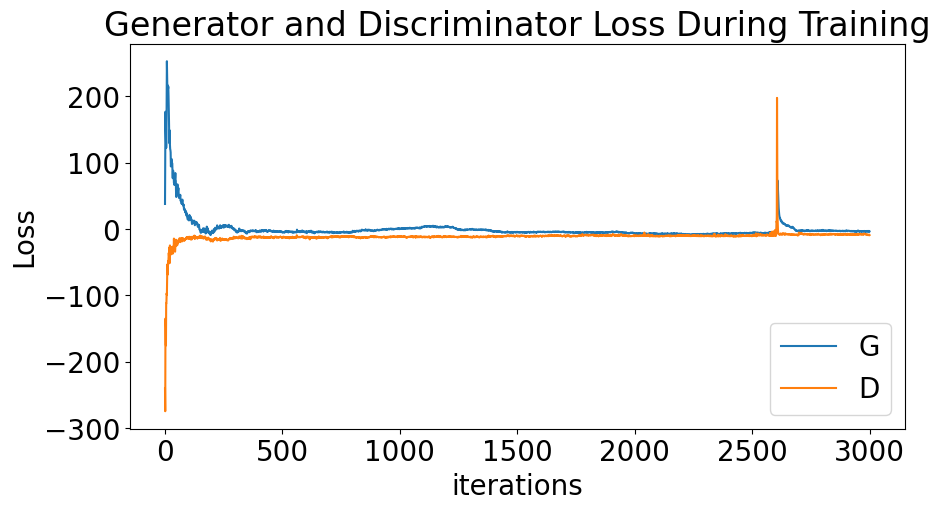 Generator and Discriminator Loss During Training
Loss
200
100
0
−100
−200
−300
0 500 1000 1500 2000 2500 3000
iterations
G
D